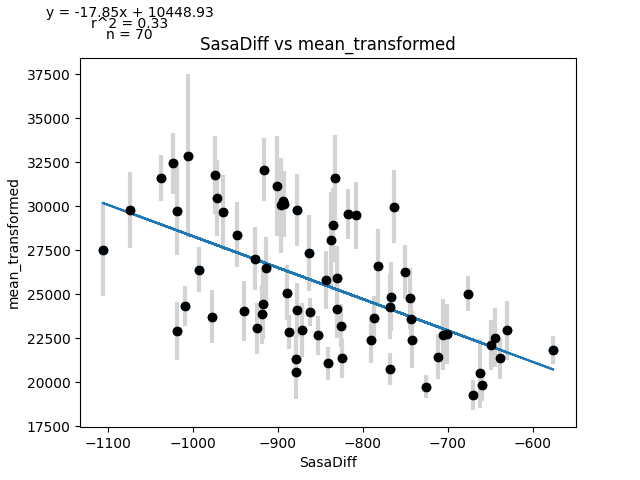 y = -17.85x + 10448.93
r^2 = 0.33
n = 70
SasaDiff vs mean_transformed
37500
35000
32500
30000
27500
25000
22500
20000
17500
mean_transformed
−1100 −1000 −900 −800 −700 −600
SasaDiff